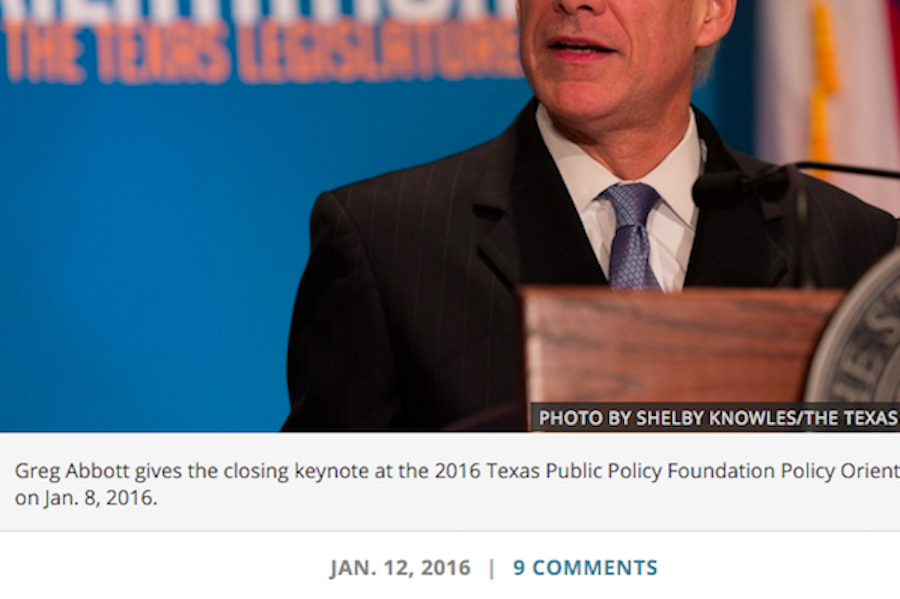 THE TEXAS LEGISLATURE
HE S
PHOTO BY SHELBY KNOWLES/THE TEXAS
Greg Abbott gives the closing keynote at the 2016 Texas Public Policy Foundation Policy Orient
on Jan. 8, 2016.
JAN. 12, 2016 | 9 COMMENTS